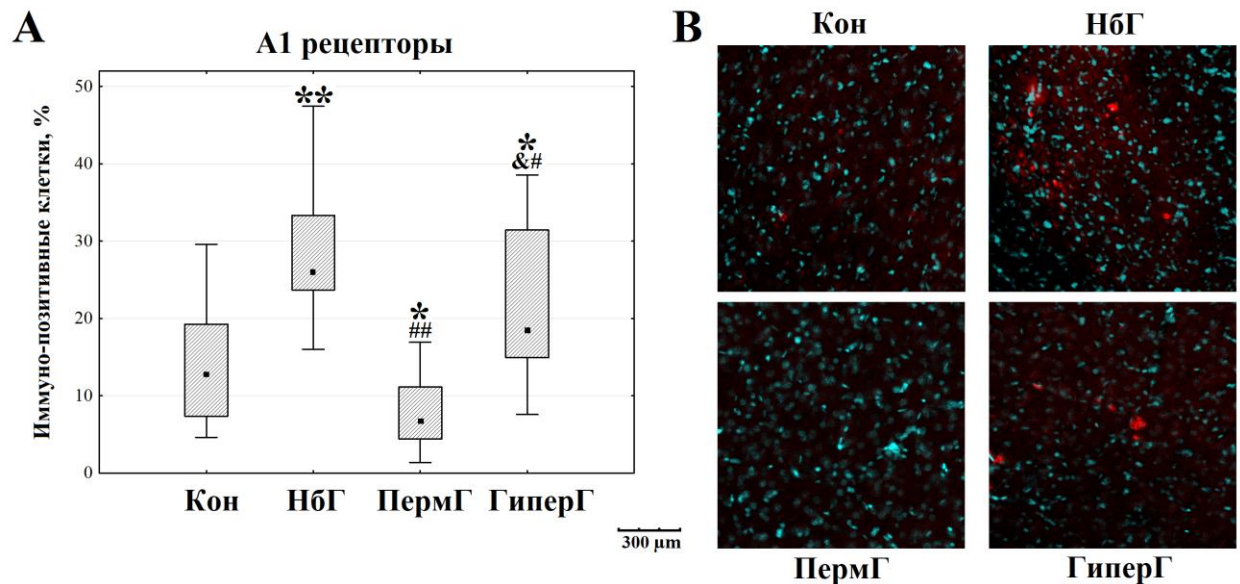 A
А1 рецепторы
Иммуно-позитивные клетки, %
50
40
30
20
10
0
**
*
##
*
&#
Кон
НбГ
ПермГ
ГиперГ
300 µm
B
Кон
НбГ
ПермГ
ГиперГ